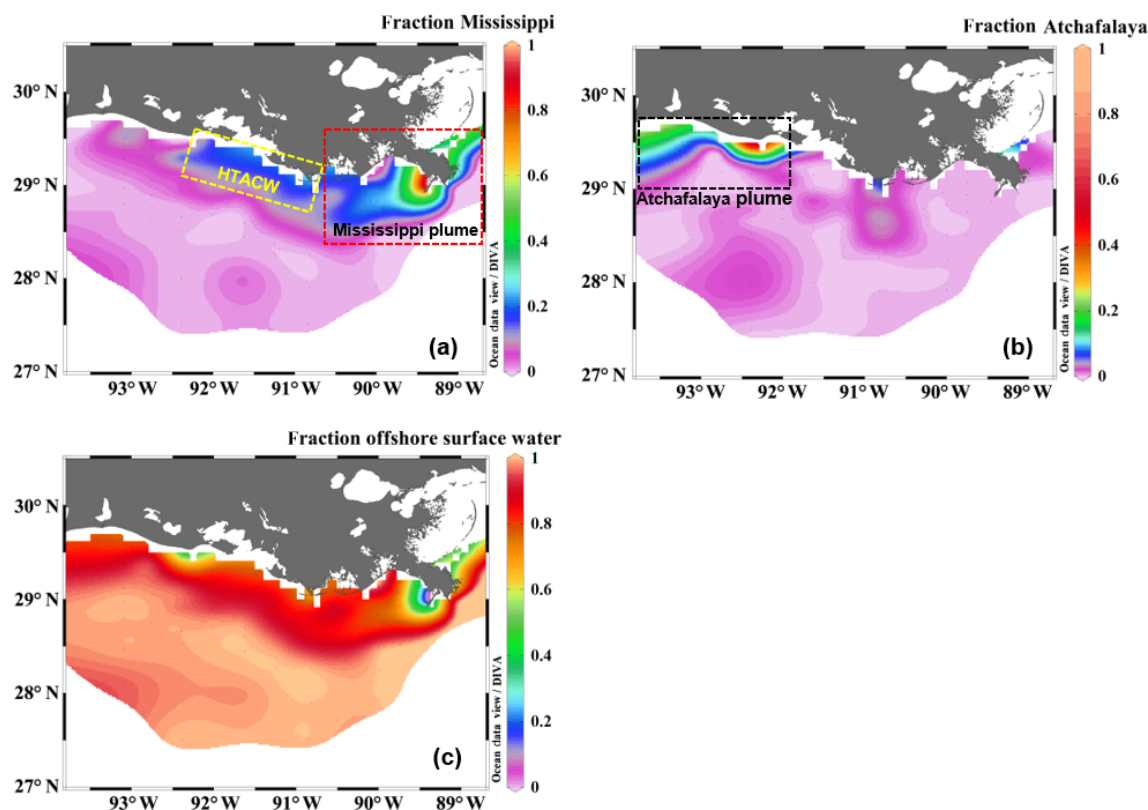 Fraction Mississippi
30° N
29° N
28° N
27° N
93°W
92°W
91°W
90°W
89°W
HTACW
Mississippi plume
(a)
1
0.8
0.6
0.4
0.2
0
Ocean data view / DIVA
Fraction Atchafalaya
30° N
29° N
28° N
27° N
93°W
92°W
91°W
90°W
89°W
Atchafalaya plume
(b)
1
0.8
0.6
0.4
0.2
0
Ocean data view / DIVA
Fraction offshore surface water
30° N
29° N
28° N
27° N
93°W
92°W
91°W
90°W
89°W
(c)
1
0.8
0.6
0.4
0.2
0
Ocean data view / DIVA